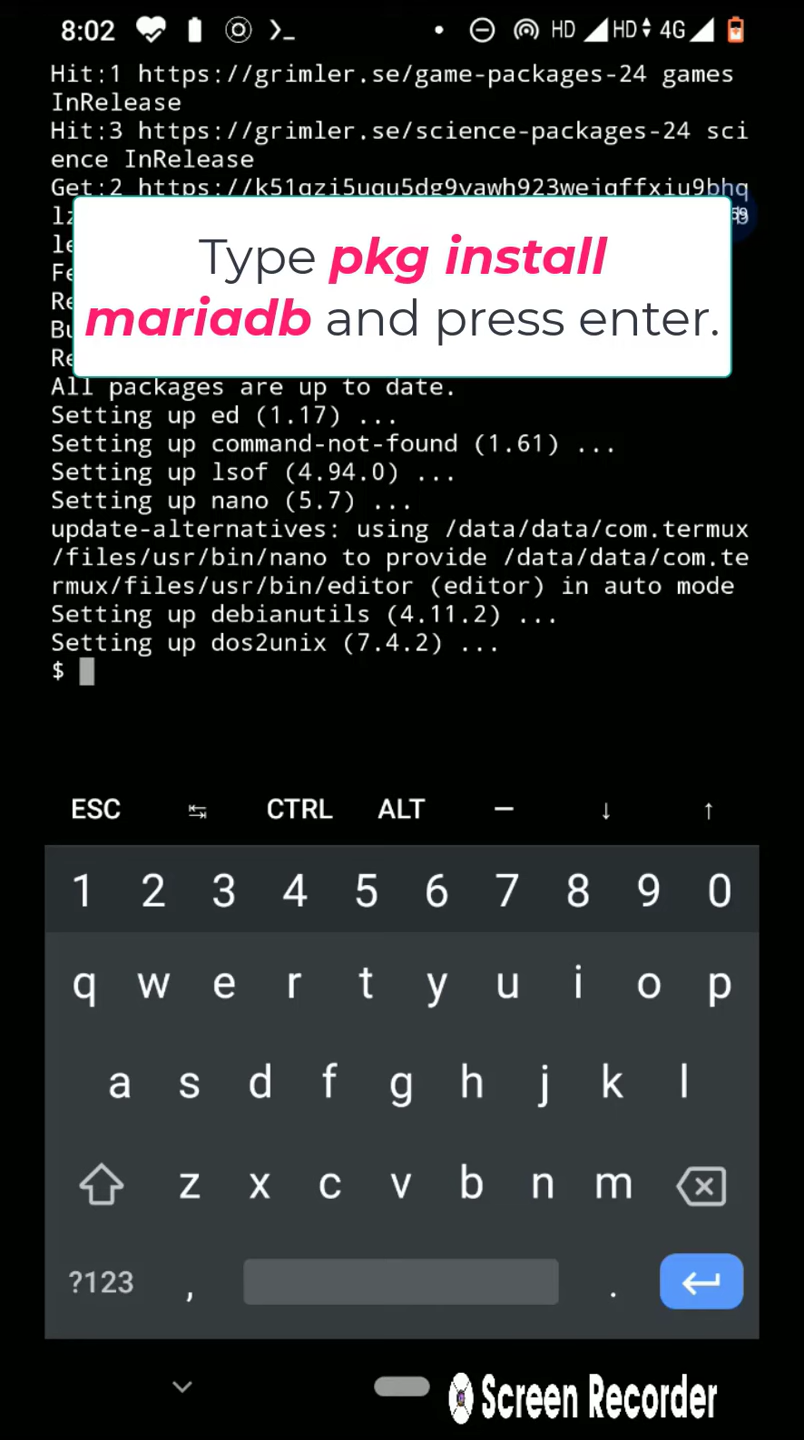 8:02 HD HD 4G
Hit:1 https://grimler.se/game-packages-24 games
InRelease
Hit:3 https://grimler.se/science-packages-24 sci
ence InRelease
Get:2
Type pkg install
mariadb and press enter.
All packages are up to date.
Setting up ed (1.17) ...
Setting up command-not-found (1.61) ...
Setting up lsof (4.94.0) ...
Setting up nano (5.7) ...
update-alternatives: using /data/data/com.termux
/files/usr/bin/nano to provide /data/data/com.te
rmux/files/usr/bin/editor (editor) in auto mode
Setting up debianutils (4.11.2) ...
Setting up dos2unix (7.4.2) ...
$
ESC ↹ CTRL ALT — ↓ ↑
1 2 3 4 5 6 7 8 9 0
q w e r t y u i o p
a s d f g h j k l
z x c v b n m
?123 , .
Screen Recorder